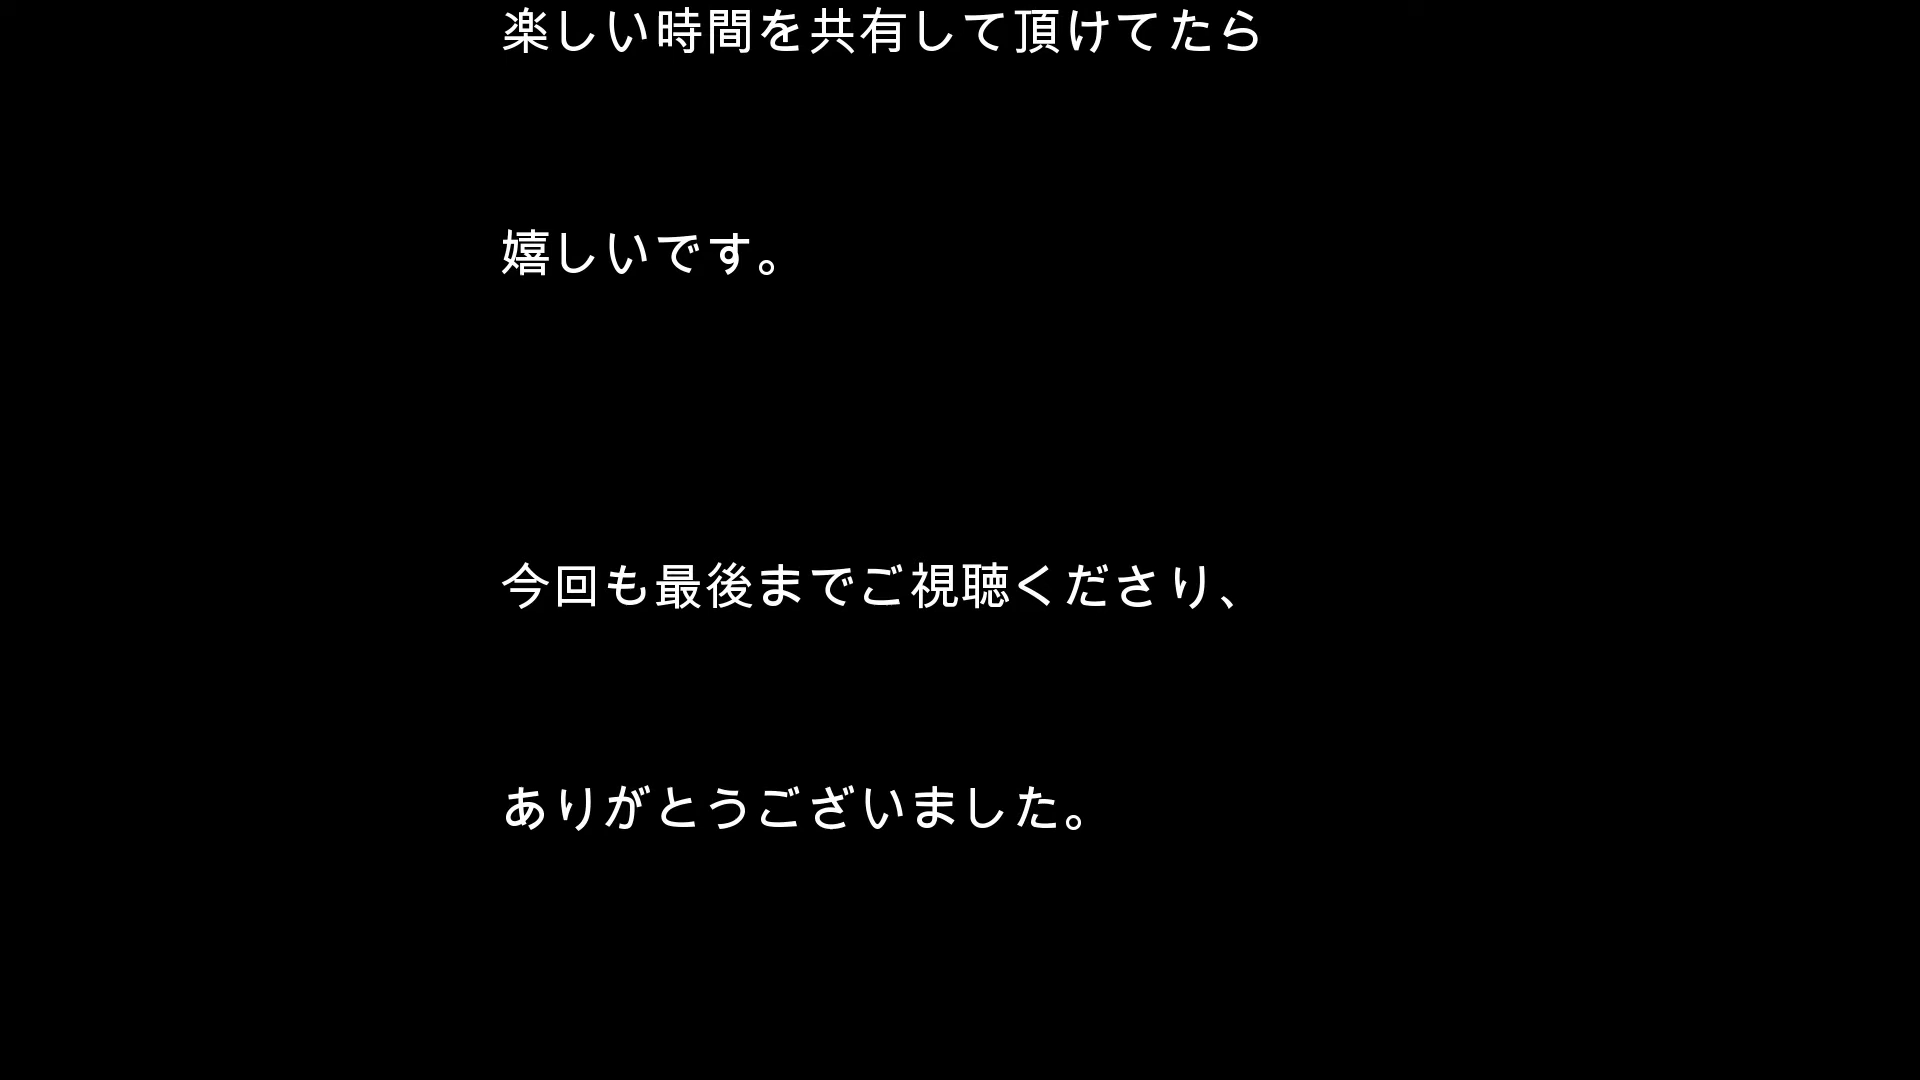 楽しい時間を共有して頂けてたら
嬉しいです。
今回も最後までご視聴くださり、
ありがとうございました。